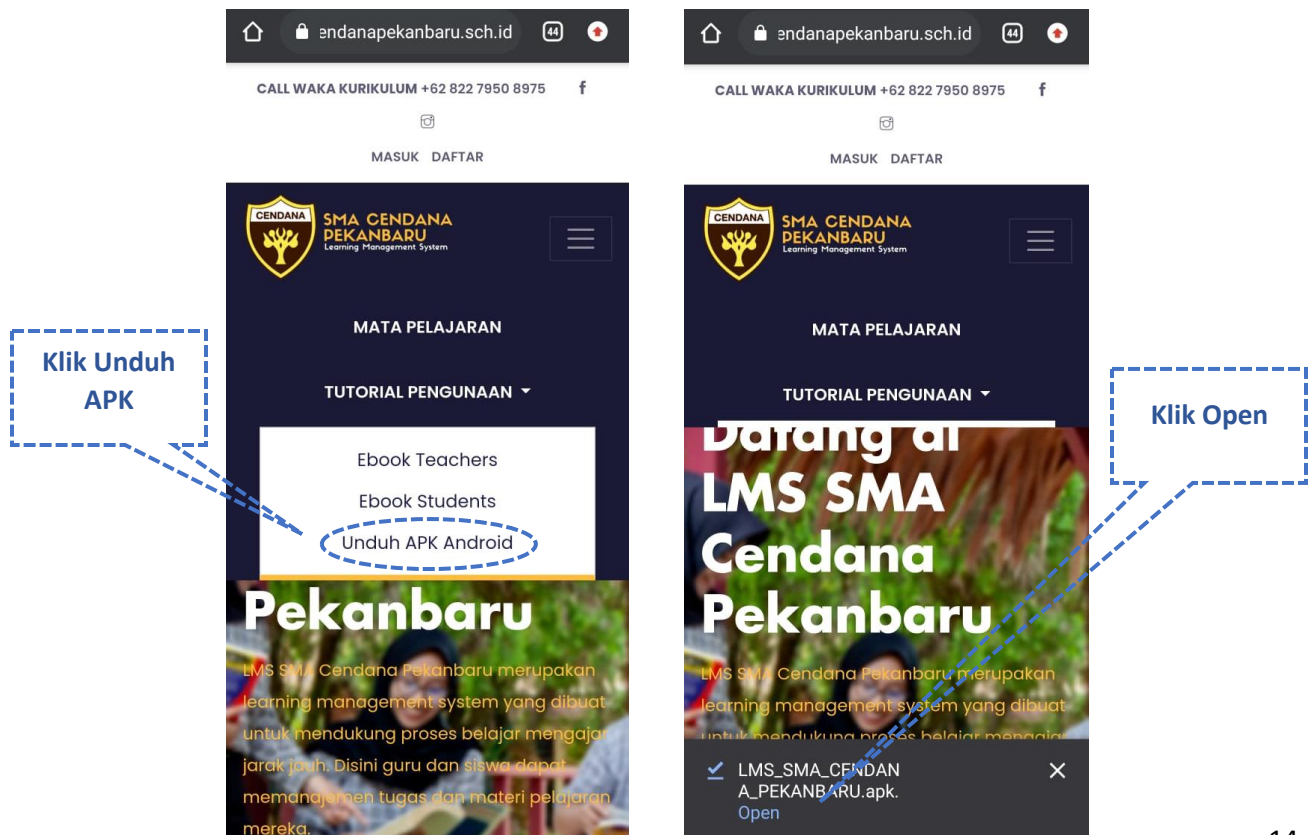 endanapekanbaru.sch.id
44
CALL WAKA KURIKULUM +62 822 7950 8975
f
MASUK DAFTAR
CENDANA
SMA CENDANA
PEKANBARU
Learning Management System
MATA PELAJARAN
TUTORIAL PENGUNAAN
Ebook Teachers
Ebook Students
Unduh APK Android
Pekanbaru
LMS SMA Cendana Pekanbaru merupakan
learning management system yang dibuat
untuk mendukung proses belajar mengajar
jarak jauh. Disini guru dan siswa dapat
memanajemen tugas dan materi pelajaran
mereka.
Klik Unduh
APK
endanapekanbaru.sch.id
44
CALL WAKA KURIKULUM +62 822 7950 8975
f
MASUK DAFTAR
CENDANA
SMA CENDANA
PEKANBARU
Learning Management System
MATA PELAJARAN
TUTORIAL PENGUNAAN
Datang di
LMS SMA
Cendana
Pekanbaru
LMS SMA Cendana Pekanbaru merupakan
learning management system yang dibuat
untuk mendukung proses belajar mengajar
LMS_SMA_CENDAN
A_PEKANBARU.apk.
Open
Klik Open